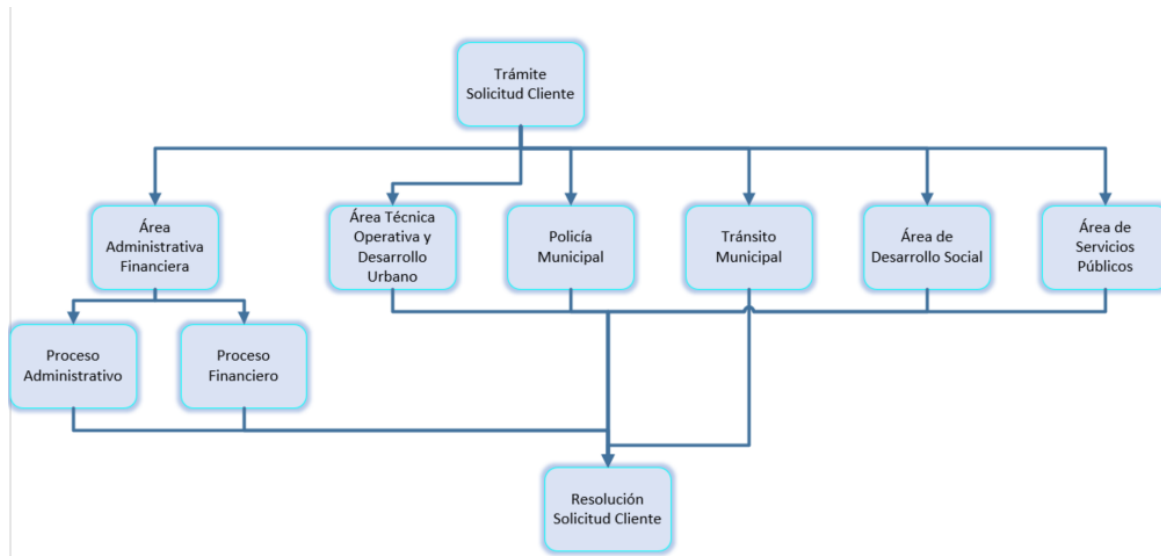 Trámite
Solicitud Cliente
Área
Administrativa
Financiera
Área Técnica
Operativa y
Desarrollo
Urbano
Policía
Municipal
Tránsito
Municipal
Área de
Desarrollo Social
Área de
Servicios
Públicos
Proceso
Administrativo
Proceso
Financiero
Resolución
Solicitud Cliente